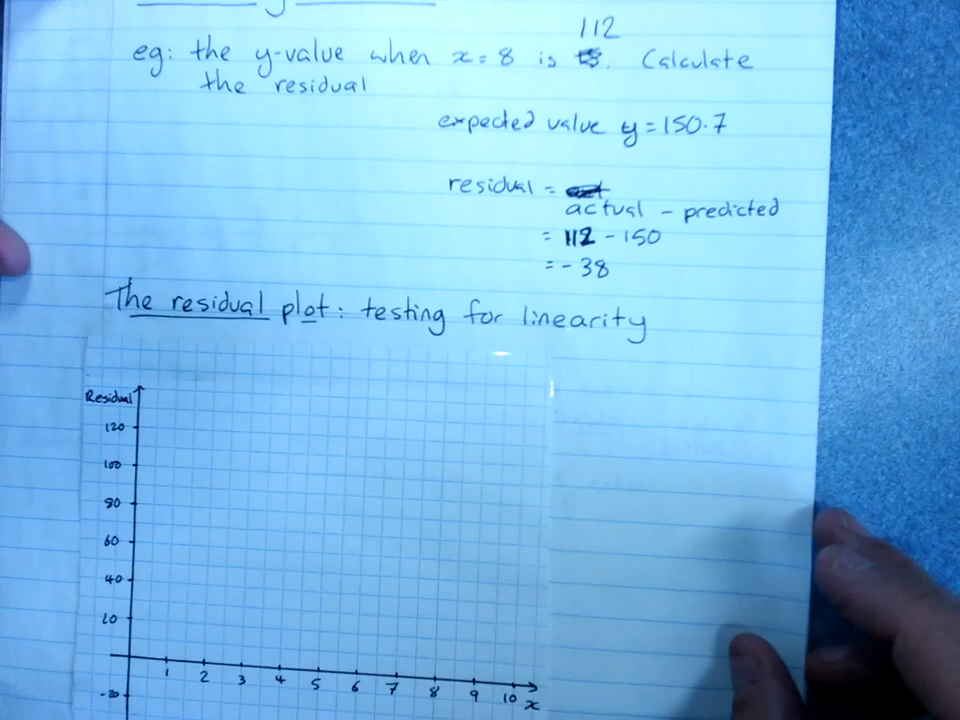 112
eg: the y-value when x = 8 is . Calculate
the residual
expected value y = 150.7
residual =
actual - predicted
= 112 - 150
= - 38
The residual plot: testing for linearity
Residual
120
100
80
60
40
20
-20
1 2 3 4 5 6 7 8 9 10 x